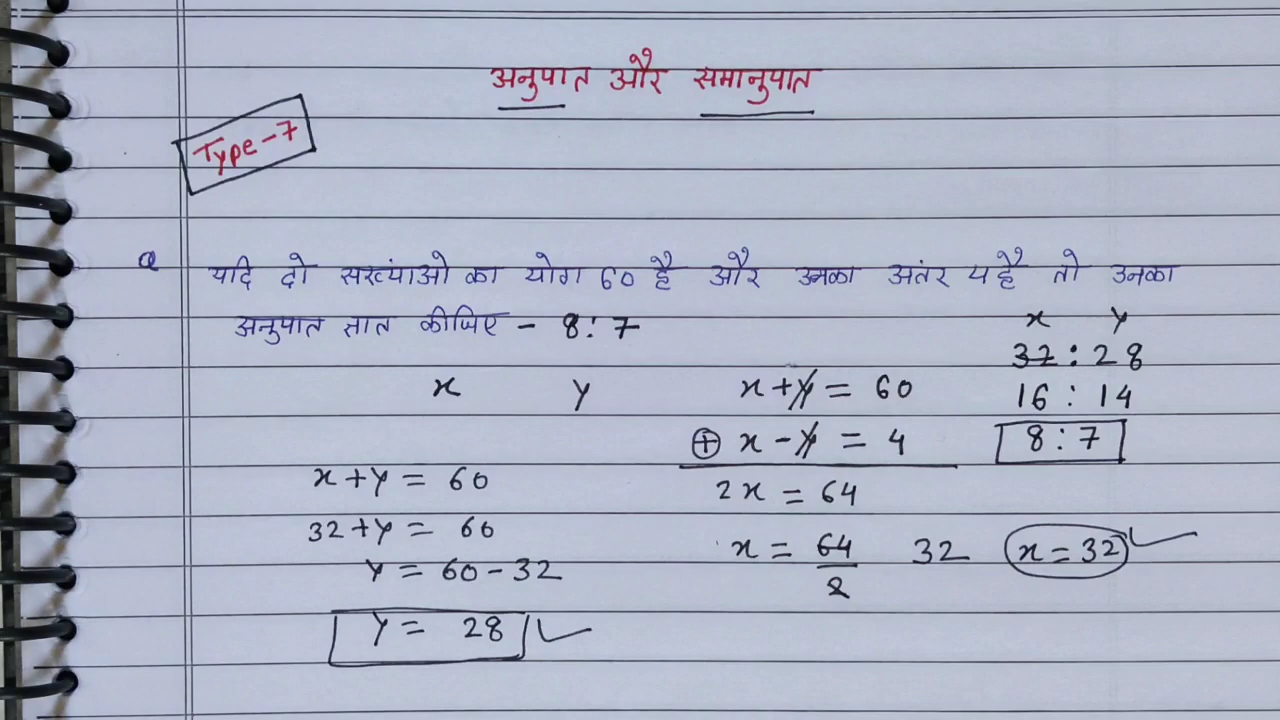 अनुपात और समानुपात
Type-7
Q यदि दो सख्यांओ का योग 60 है और उनका अंतर 4 है तो उनका
अनुपात ज्ञात कीजिए - 8:7
x y
32 : 28
16 : 14
8 : 7
x y
x + y = 60
⊕ x - y = 4
2x = 64
x = 64/2 32 x = 32
x + y = 60
32 + y = 60
y = 60 - 32
y = 28